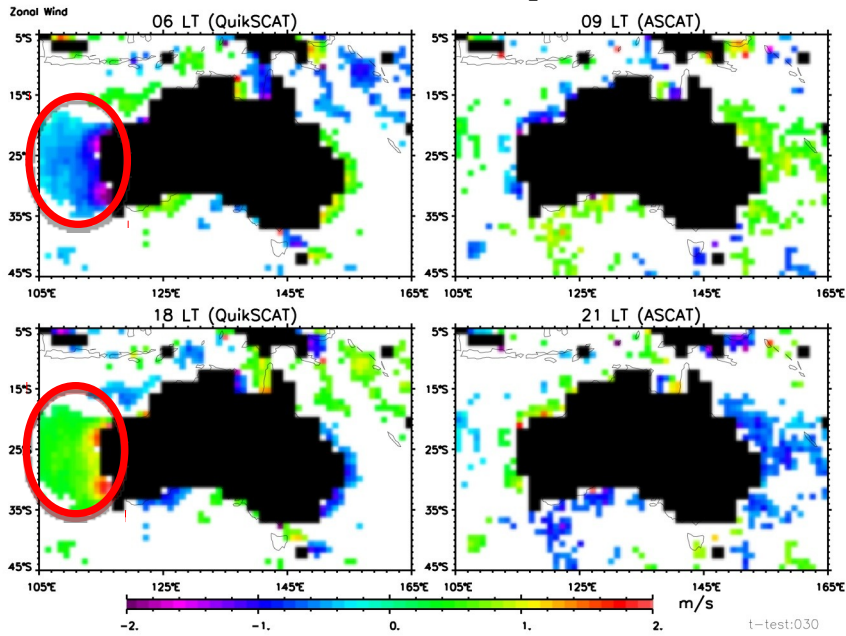 Zonal Wind
06 LT (QuikSCAT)
09 LT (ASCAT)
5°S
15°S
25°S
35°S
45°S
105°E
125°E
145°E
165°E
5°S
15°S
25°S
35°S
45°S
105°E
125°E
145°E
165°E
18 LT (QuikSCAT)
21 LT (ASCAT)
5°S
15°S
25°S
35°S
45°S
105°E
125°E
145°E
165°E
5°S
15°S
25°S
35°S
45°S
105°E
125°E
145°E
165°E
-2. -1. 0. 1. 2. m/s
t-test:030